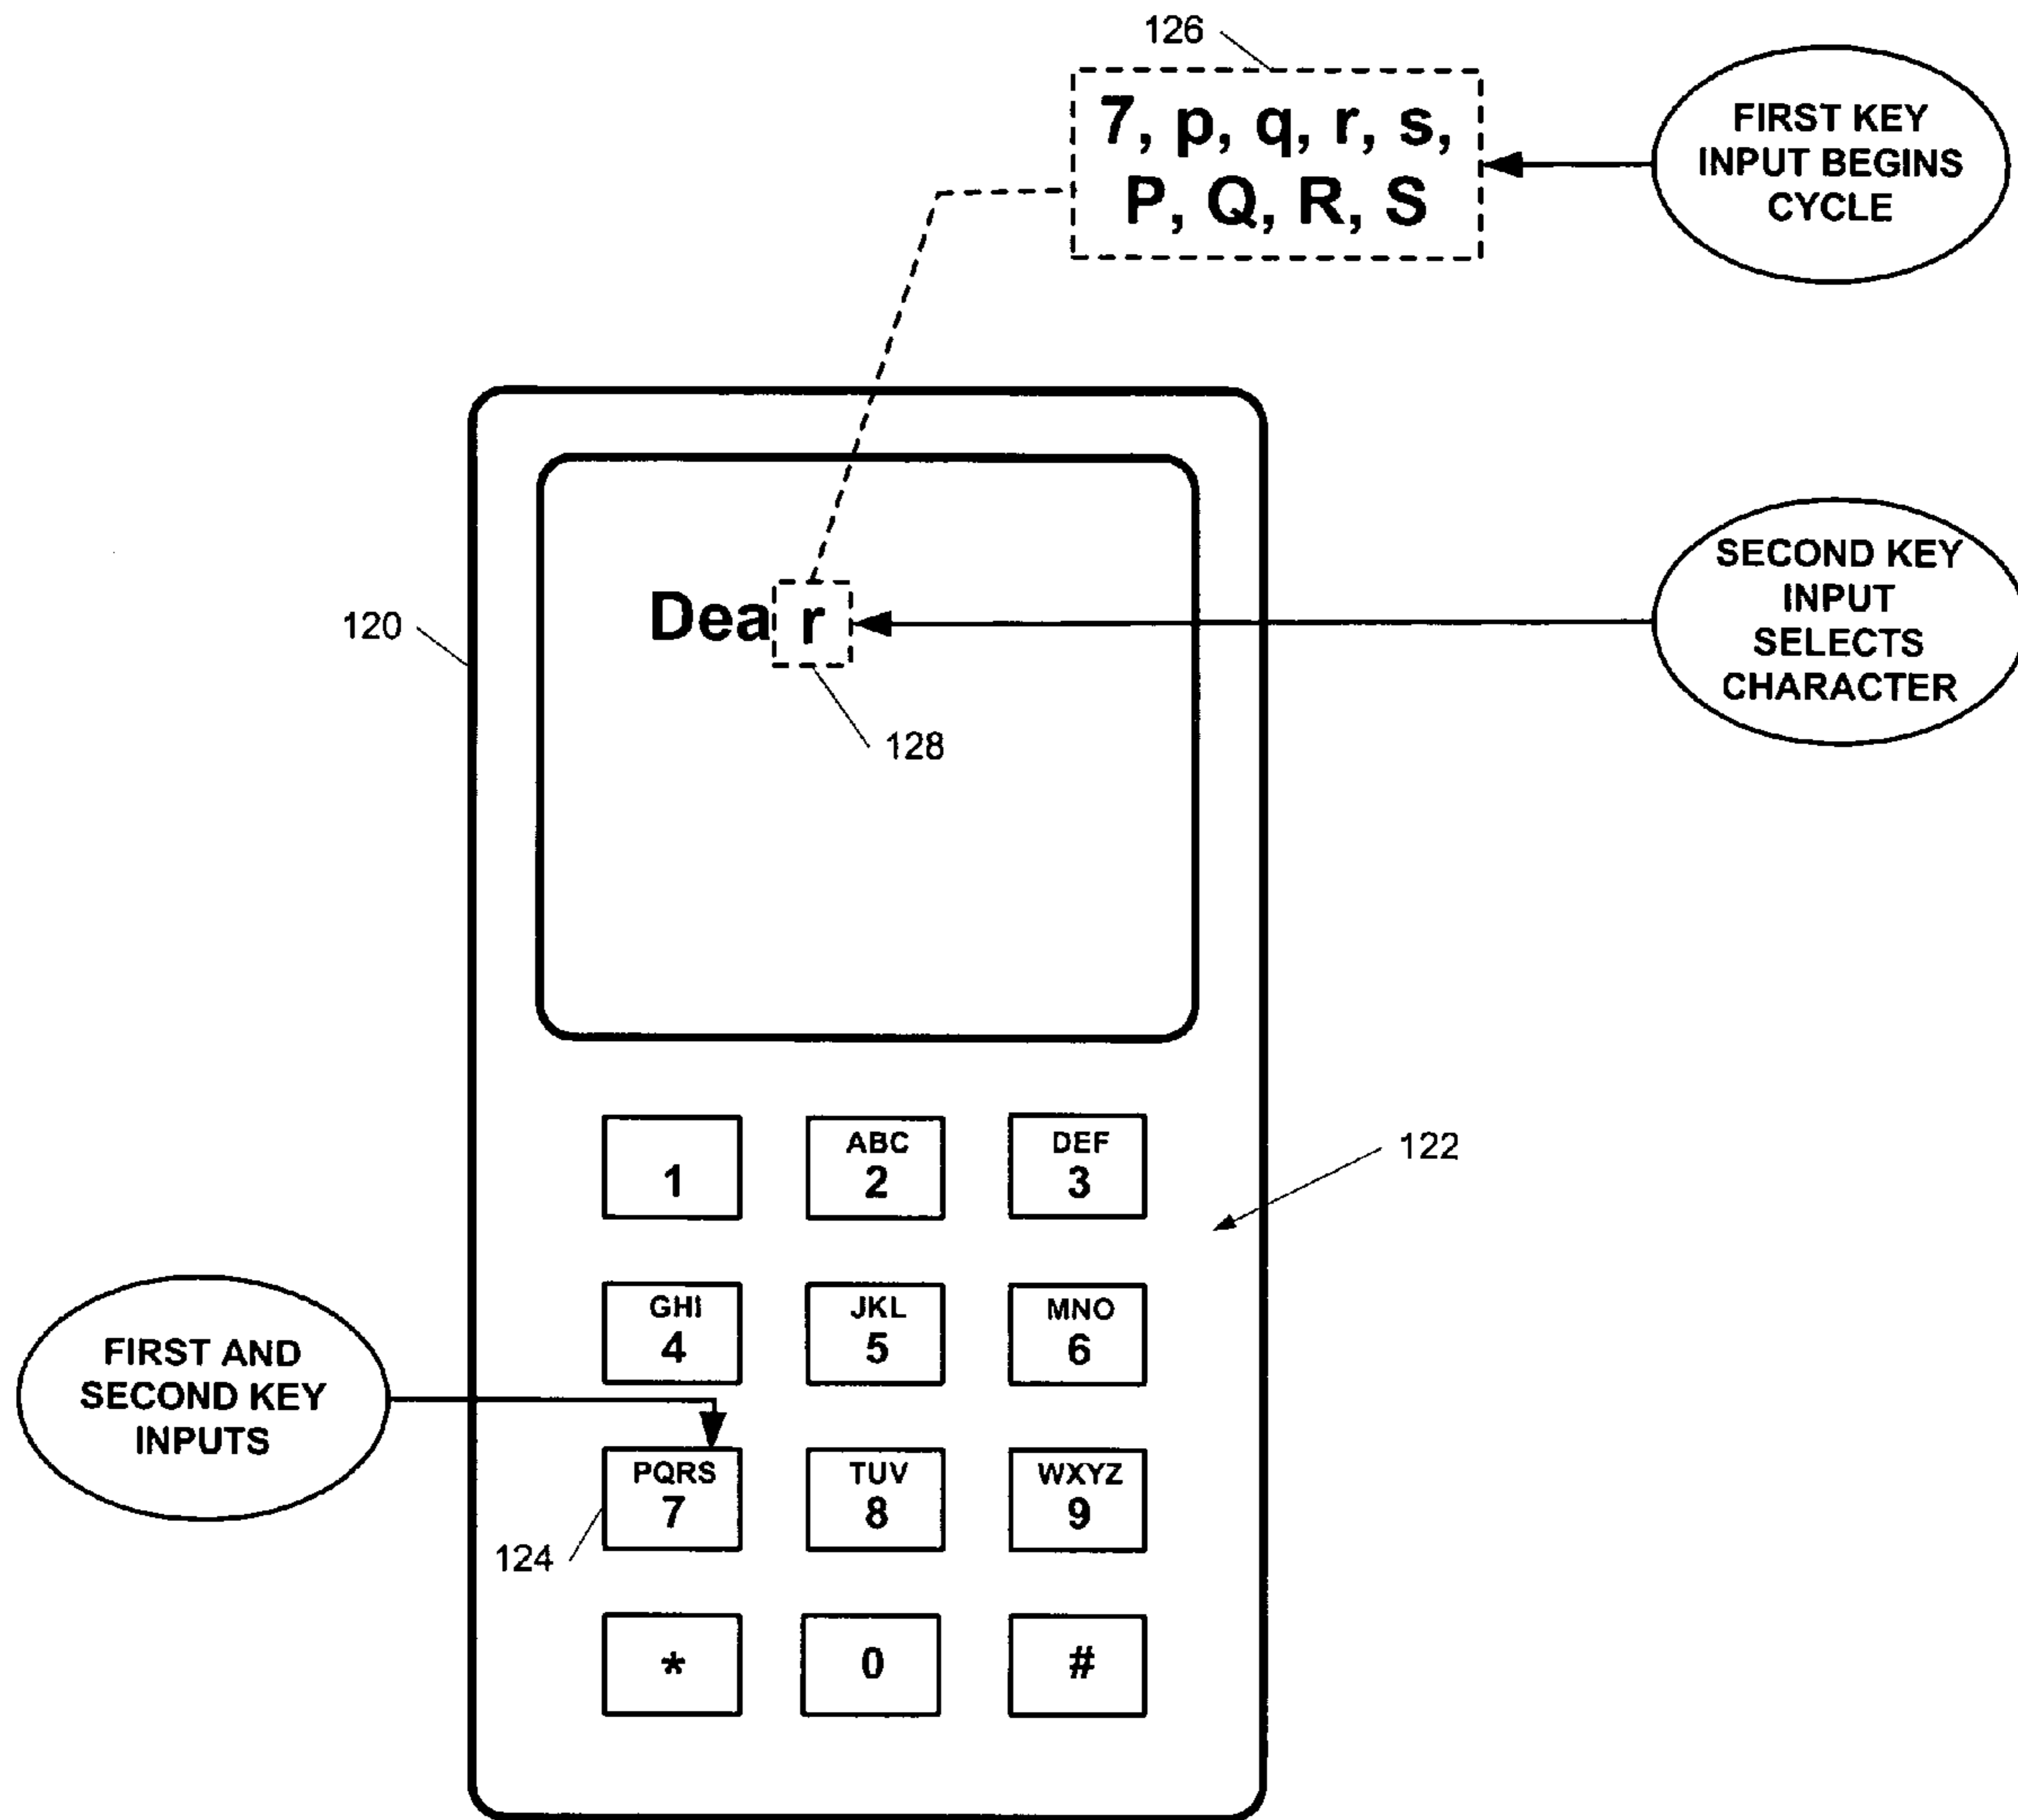 126
7, p, q, r, s,
P, Q, R, S
FIRST KEY
INPUT BEGINS
CYCLE
SECOND KEY
INPUT
SELECTS
CHARACTER
120
Dear
128
1
ABC
2
DEF
3
122
GHI
4
JKL
5
MNO
6
FIRST AND
SECOND KEY
INPUTS
PQRS
7
TUV
8
WXYZ
9
124
*
0
#